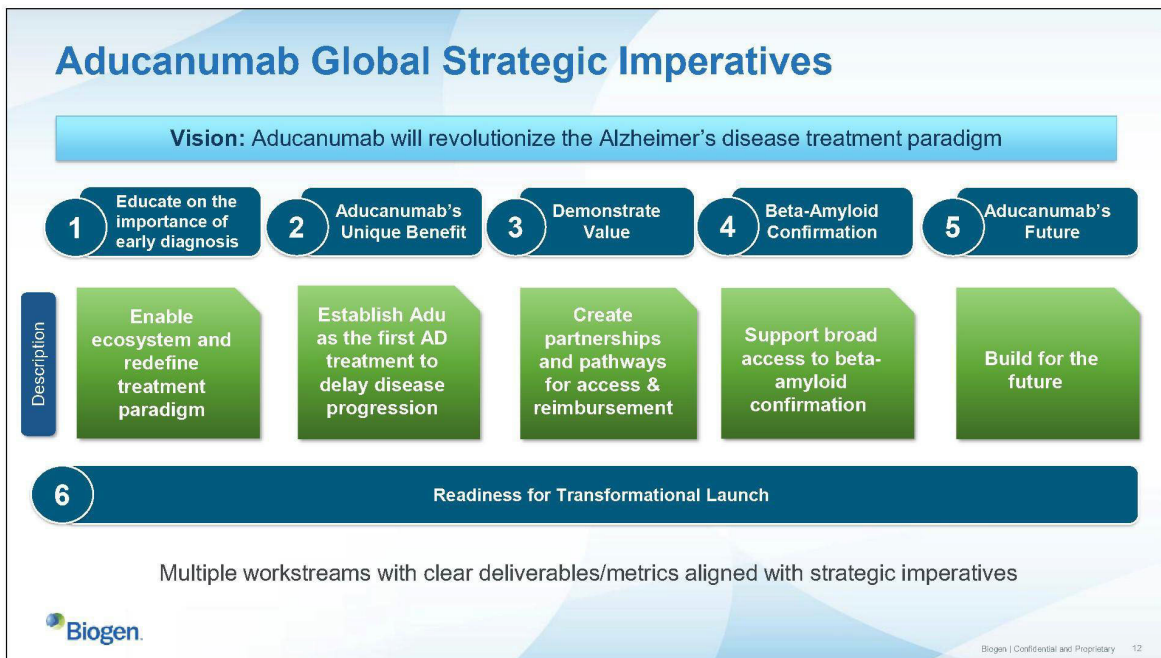 Aducanumab Global Strategic Imperatives
Vision: Aducanumab will revolutionize the Alzheimer's disease treatment paradigm
1
Educate on the
importance of
early diagnosis
2
Aducanumab's
Unique Benefit
3
Demonstrate
Value
4
Beta-Amyloid
Confirmation
5
Aducanumab's
Future
Description
Enable
ecosystem and
redefine
treatment
paradigm
Establish Adu
as the first AD
treatment to
delay disease
progression
Create
partnerships
and pathways
for access &
reimbursement
Support broad
access to beta-
amyloid
confirmation
Build for the
future
6
Readiness for Transformational Launch
Multiple workstreams with clear deliverables/metrics aligned with strategic imperatives
Biogen.
Biogen | Confidential and Proprietary 12